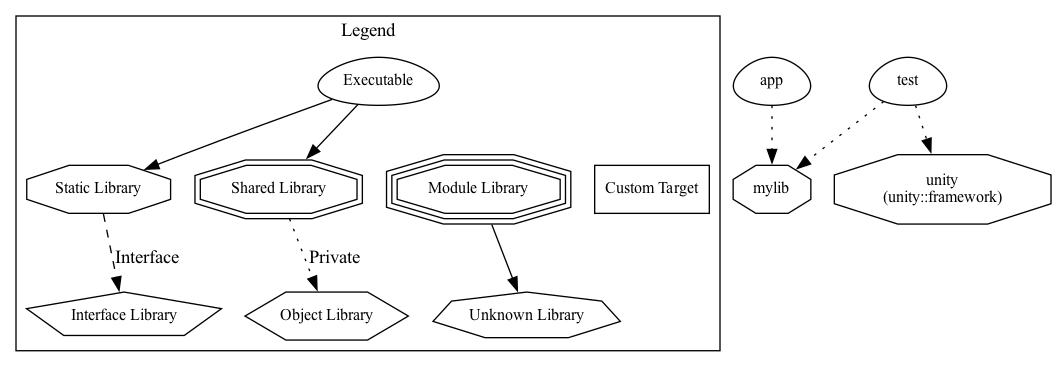 Legend
Executable
app
test
Static Library
Shared Library
Module Library
Custom Target
mylib
unity
(unity::framework)
Interface
Private
Interface Library
Object Library
Unknown Library